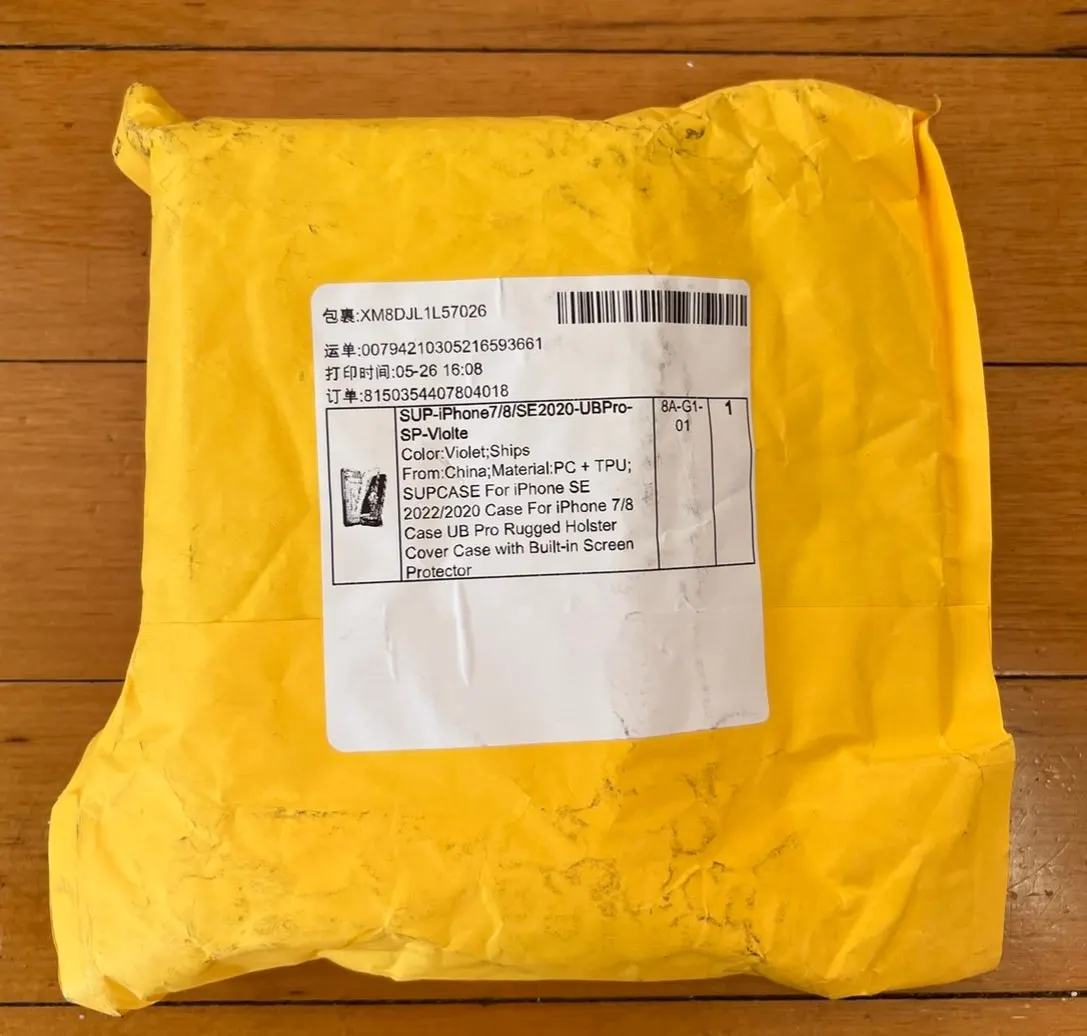 包裹:XM8DJL1L57026
运单:00794210305216593661
打印时间:05-26 16:08
订单:8150354407804018
SUP-iPhone7/8/SE2020-UBPro-
SP-Violte
Color:Violet;Ships
From:China;Material:PC + TPU;
SUPCASE For iPhone SE
2022/2020 Case For iPhone 7/8
Case UB Pro Rugged Holster
Cover Case with Built-in Screen
Protector
8A-G1-
01
1